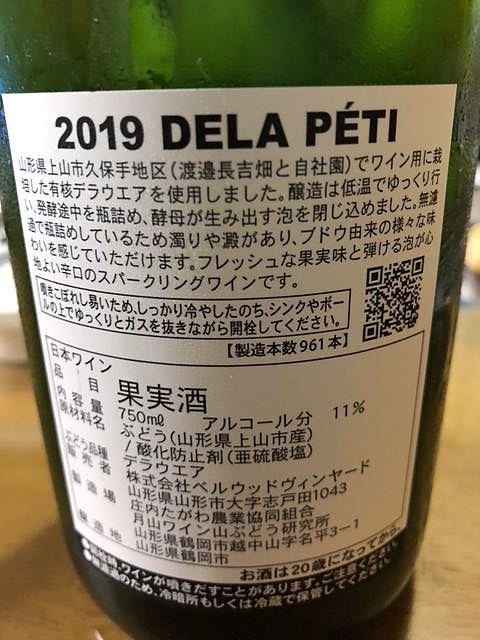 2019 DELA PÉTI
山形県上山市久保手地区(渡邉長吉畑と自社園)でワイン用に栽
培した有核デラウエアを使用しました。醸造は低温でゆっくり行
い、発酵途中を瓶詰め、酵母が生み出す泡を閉じ込めました。無濾
過で瓶詰めしているため濁りや澱があり、ブドウ由来の様々な味
わいを感じていただけます。フレッシュな果実味と弾ける泡が心
地よい辛口のスパークリングワインです。
噴きこぼれし易いため、しっかり冷やしたのち、シンクやボー
ルの上でゆっくりとガスを抜きながら開栓してください。
【製造本数961本】
日本ワイン
品目 果実酒
内容量 750mℓ アルコール分 11%
原材料名 ぶどう(山形県上山市産)
/酸化防止剤(亜硫酸塩)
ぶどう品種 デラウエア
販売者 株式会社ベルウッドヴィンヤード
山形県山形市大字志戸田1043
製造場 庄内たがわ農業協同組合
月山ワイン山ぶどう研究所
山形県鶴岡市越中山字名平3-1
醸造地 山形県鶴岡市
お酒は20歳になってから。
ワインが噴きだすことがあります。ご注意ください。
のため、冷暗所もしくは冷蔵で保管してください。